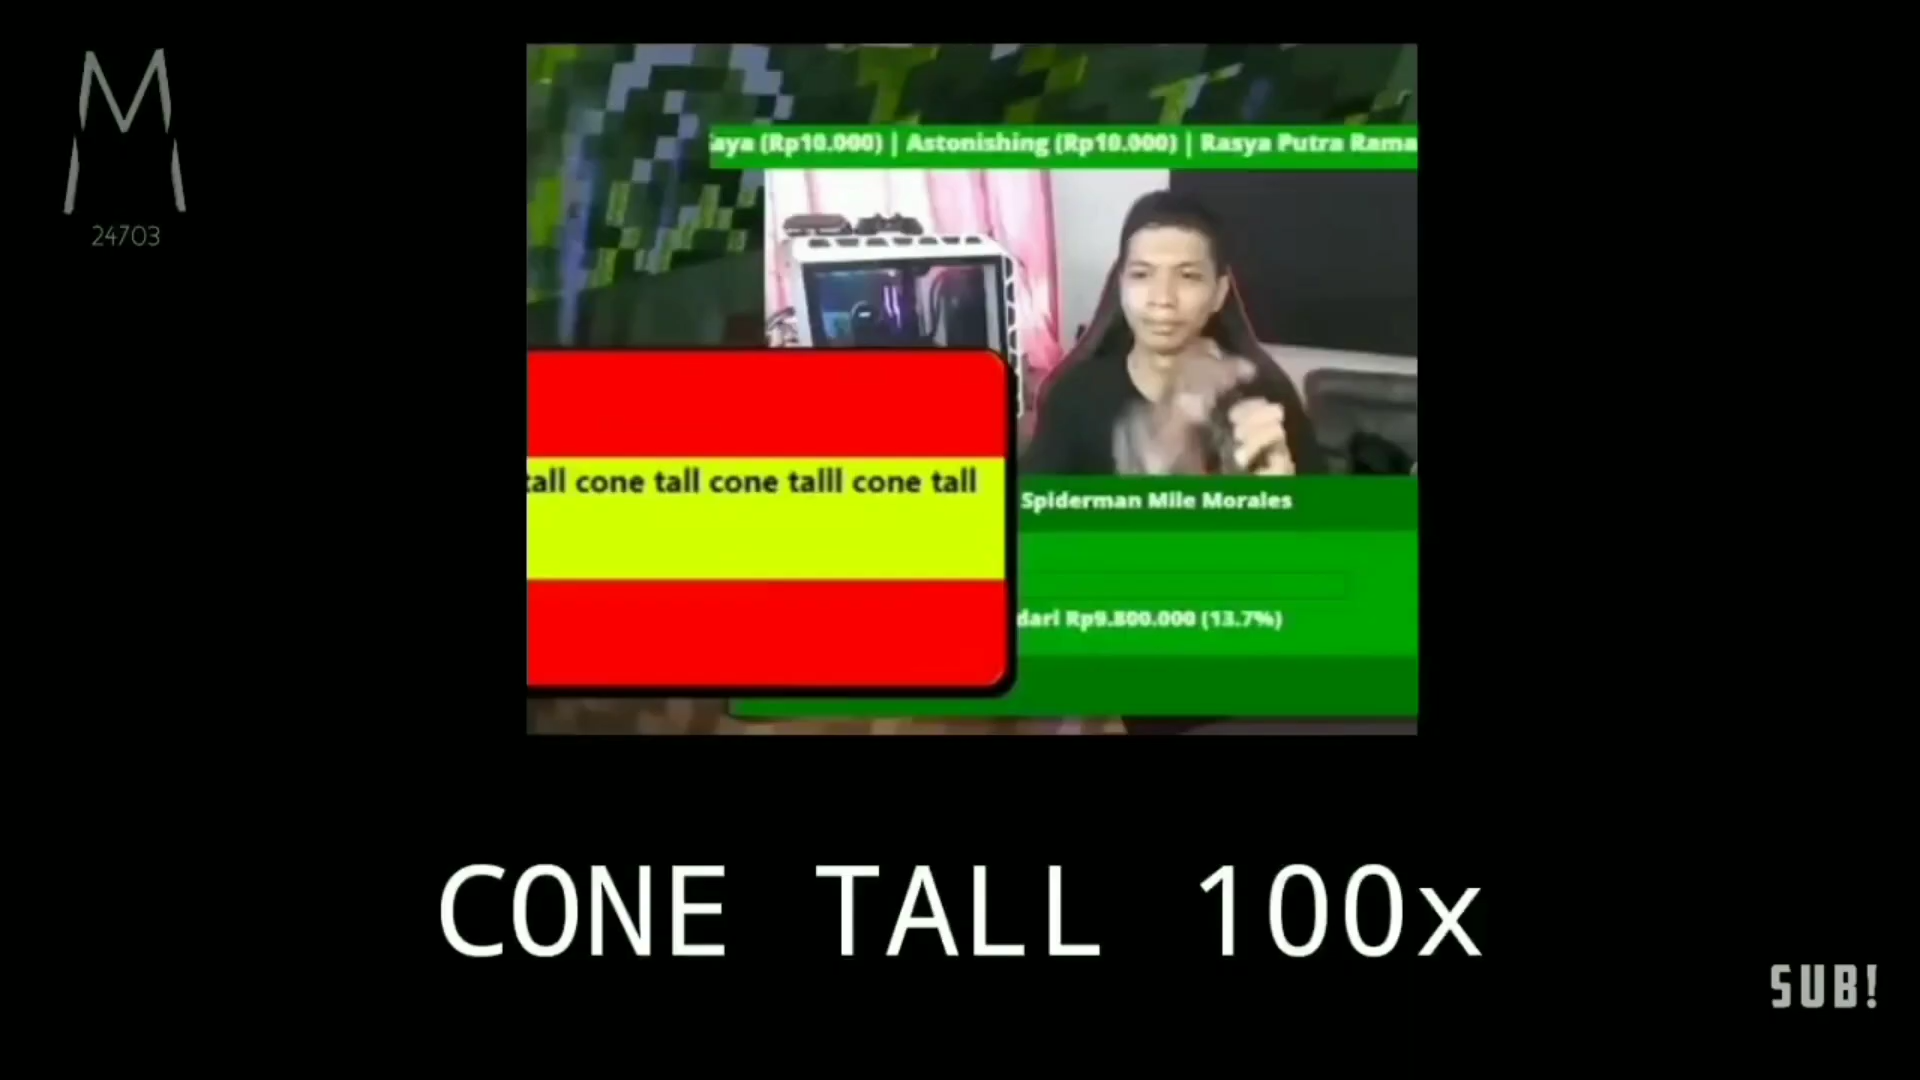 M
24703
aya (Rp10.000) | Astonishing (Rp10.000) | Rasya Putra Rama
tall cone tall cone talll cone tall
Spiderman Mile Morales
dari Rp9.800.000 (13.7%)
CONE TALL 100x
SUB!